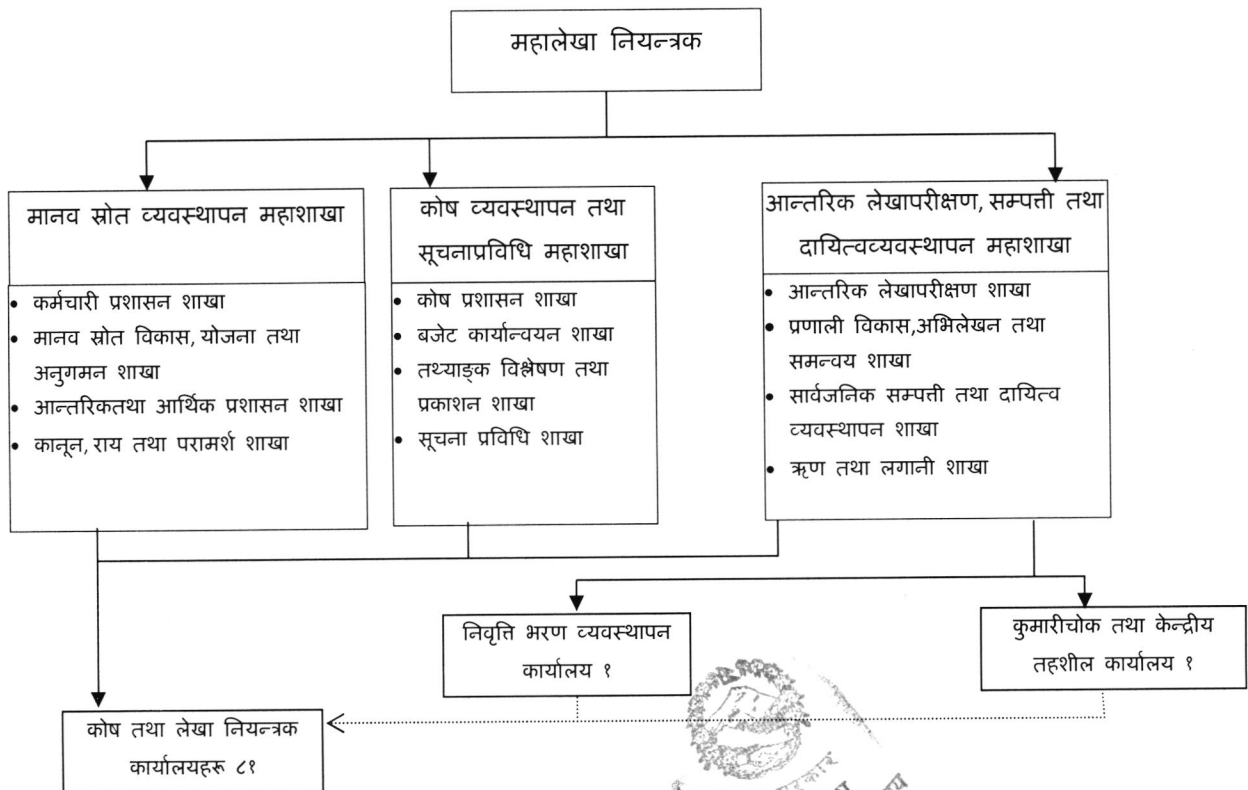 महालेखा नियन्त्रक
मानव स्रोत व्यवस्थापन महाशाखा
• कर्मचारी प्रशासन शाखा
• मानव स्रोत विकास, योजना तथा
अनुगमन शाखा
• आन्तरिकतथा आर्थिक प्रशासन शाखा
• कानून, राय तथा परामर्श शाखा
कोष व्यवस्थापन तथा
सूचनाप्रविधि महाशाखा
• कोष प्रशासन शाखा
• बजेट कार्यान्वयन शाखा
• तथ्याङ्क विश्लेषण तथा
प्रकाशन शाखा
• सूचना प्रविधि शाखा
आन्तरिक लेखापरीक्षण, सम्पत्ती तथा
दायित्वव्यवस्थापन महाशाखा
• आन्तरिक लेखापरीक्षण शाखा
• प्रणाली विकास,अभिलेखन तथा
समन्वय शाखा
• सार्वजनिक सम्पत्ती तथा दायित्व
व्यवस्थापन शाखा
• ऋण तथा लगानी शाखा
निवृत्ति भरण व्यवस्थापन
कार्यालय १
कुमारीचोक तथा केन्द्रीय
तहशील कार्यालय १
कोष तथा लेखा नियन्त्रक
कार्यालयहरू ८१